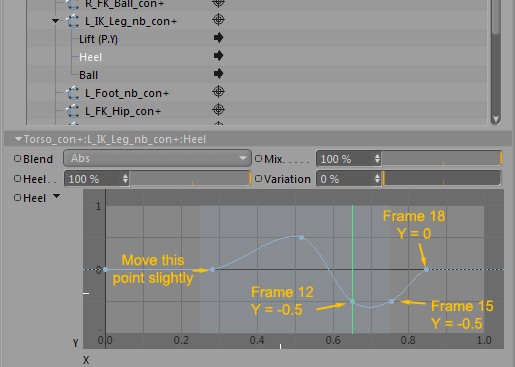 R_FK_Ball_con+
L_IK_Leg_nb_con+
Lift (P.Y)
Heel
Ball
L_Foot_nb_con+
L_FK_Hip_con+
Torso_con+:L_IK_Leg_nb_con+:Heel
Blend Abs Mix. . . . . 100 %
Heel. . 100 % Variation 0 %
Heel
1
Frame 18
Y = 0
Move this
point slightly
Frame 12
Y = -0.5
Frame 15
Y = -0.5
-1
Y 0.0 0.2 0.4 0.6 0.8 1.0
X